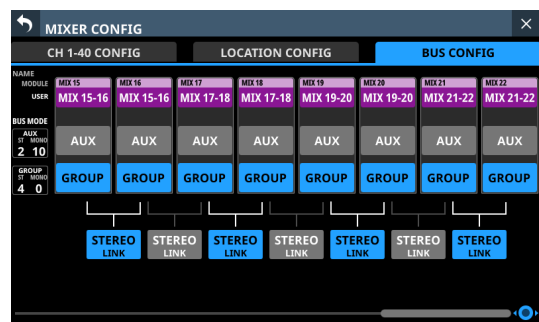 MIXER CONFIG
CH 1-40 CONFIG LOCATION CONFIG BUS CONFIG
NAME
MODULE MIX 15 MIX 16 MIX 17 MIX 18 MIX 19 MIX 20 MIX 21 MIX 22
USER MIX 15-16 MIX 15-16 MIX 17-18 MIX 17-18 MIX 19-20 MIX 19-20 MIX 21-22 MIX 21-22
BUS MODE
AUX
ST MONO
2 10
AUX AUX AUX AUX AUX AUX AUX AUX
GROUP
ST MONO
4 0
GROUP GROUP GROUP GROUP GROUP GROUP GROUP GROUP
STEREO STEREO STEREO STEREO STEREO STEREO STEREO
LINK LINK LINK LINK LINK LINK LINK